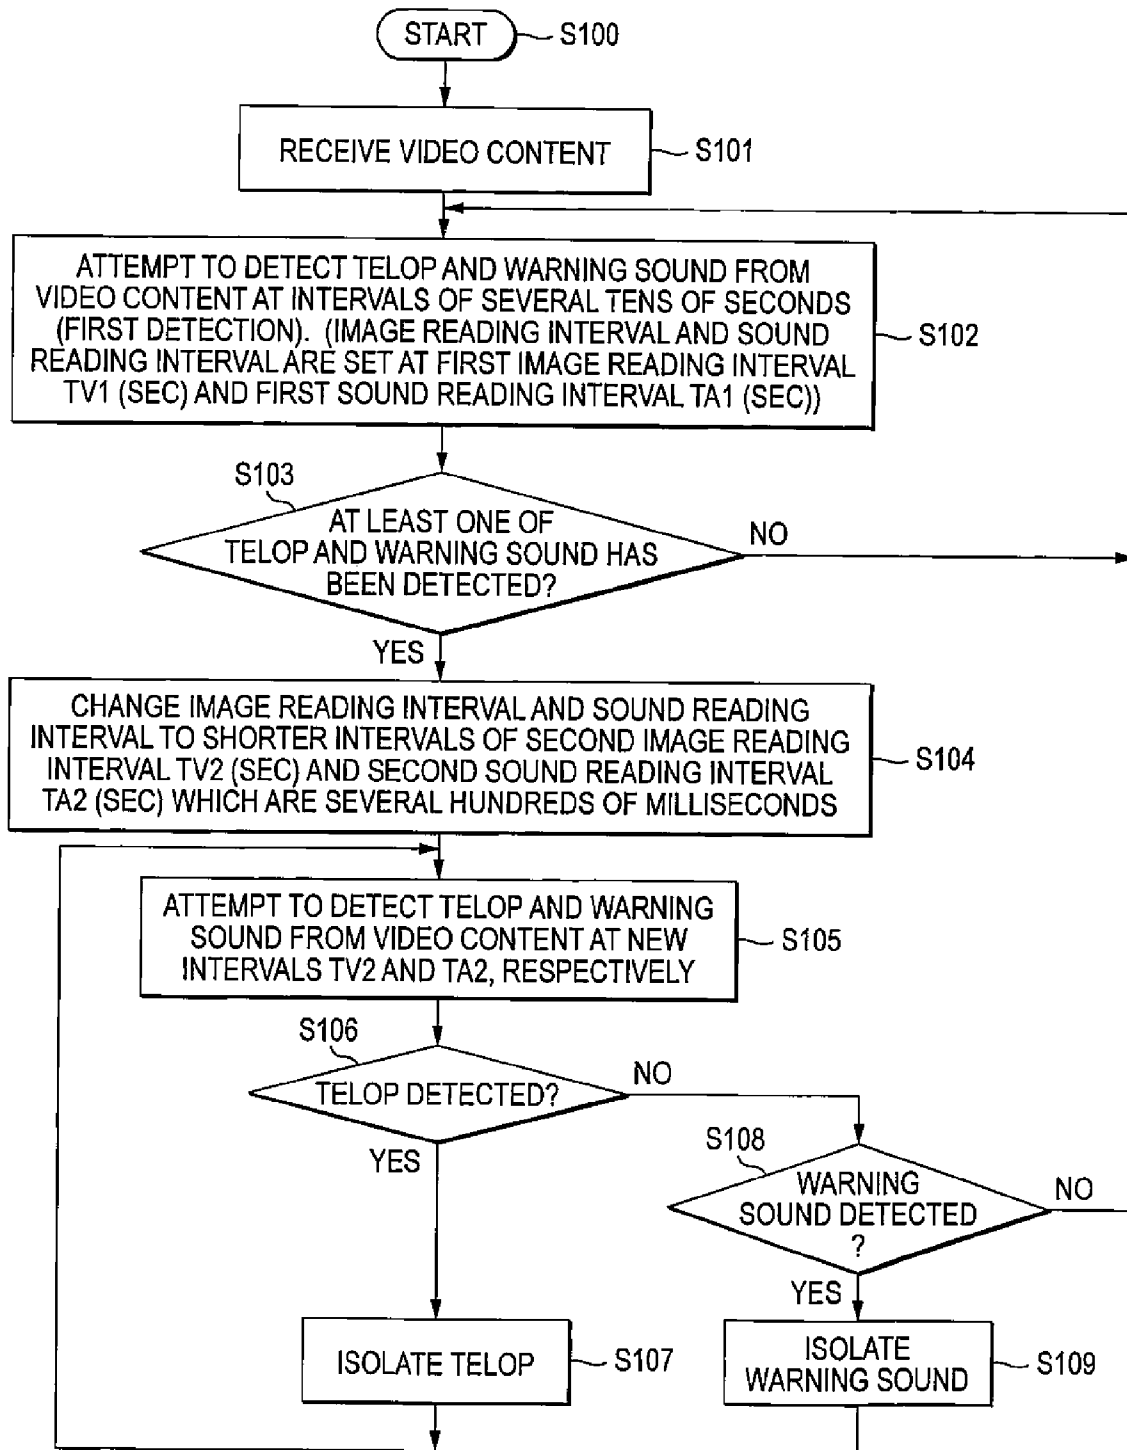 START
S100
RECEIVE VIDEO CONTENT
S101
ATTEMPT TO DETECT TELOP AND WARNING SOUND FROM
VIDEO CONTENT AT INTERVALS OF SEVERAL TENS OF SECONDS
(FIRST DETECTION). (IMAGE READING INTERVAL AND SOUND
READING INTERVAL ARE SET AT FIRST IMAGE READING INTERVAL
TV1 (SEC) AND FIRST SOUND READING INTERVAL TA1 (SEC))
S102
S103
AT LEAST ONE OF
TELOP AND WARNING SOUND HAS
BEEN DETECTED?
NO
YES
CHANGE IMAGE READING INTERVAL AND SOUND READING
INTERVAL TO SHORTER INTERVALS OF SECOND IMAGE READING
INTERVAL TV2 (SEC) AND SECOND SOUND READING INTERVAL
TA2 (SEC) WHICH ARE SEVERAL HUNDREDS OF MILLISECONDS
S104
ATTEMPT TO DETECT TELOP AND WARNING
SOUND FROM VIDEO CONTENT AT NEW
INTERVALS TV2 AND TA2, RESPECTIVELY
S105
S106
TELOP DETECTED?
NO
YES
S108
WARNING
SOUND DETECTED
?
NO
YES
ISOLATE TELOP
S107
ISOLATE
WARNING SOUND
S109